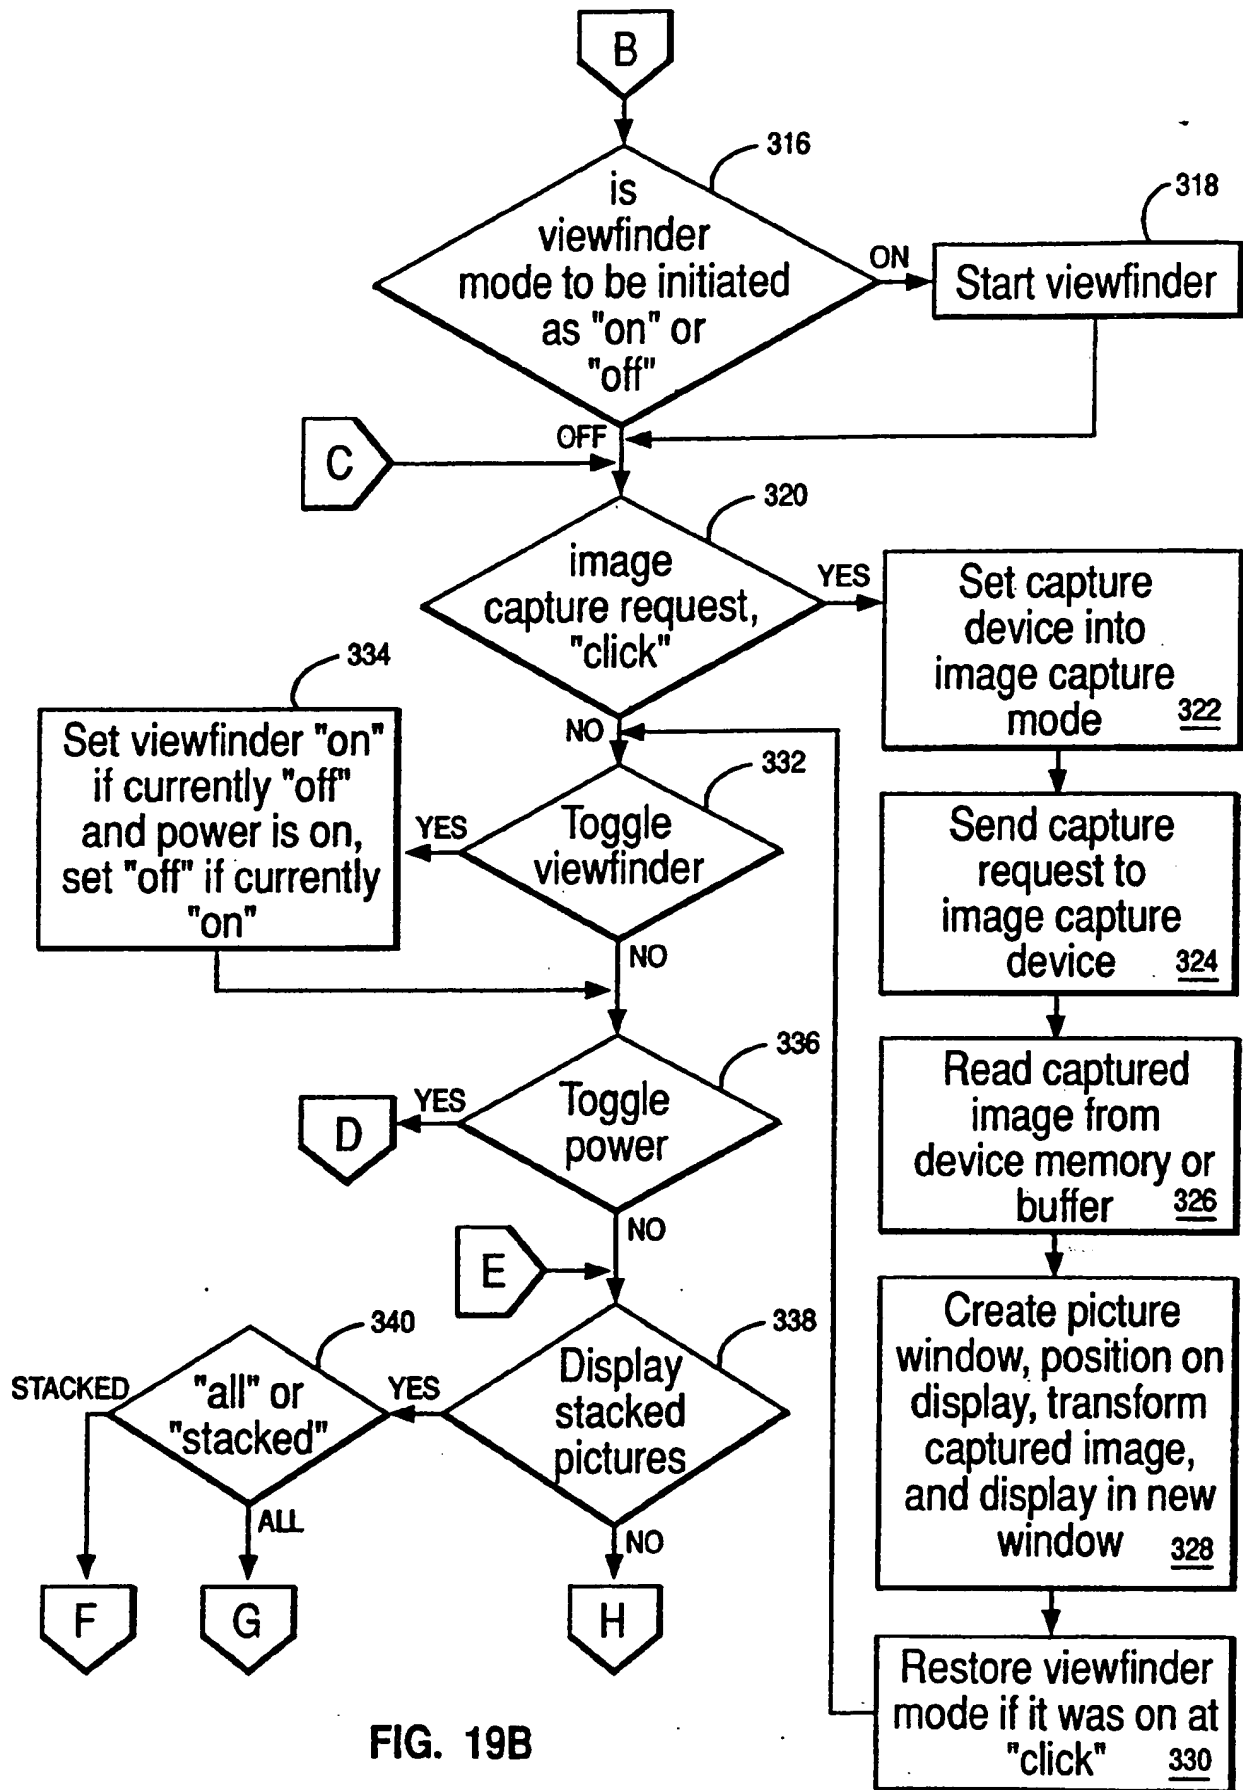 B
316
is
viewfinder
mode to be initiated
as "on" or
"off"
ON
318
Start viewfinder
OFF
C
320
image
capture request,
"click"
YES
Set capture
device into
image capture
mode 322
NO
334
Set viewfinder "on"
if currently "off"
and power is on,
set "off" if currently
"on"
332
Toggle
viewfinder
YES
NO
Send capture
request to
image capture
device 324
336
Toggle
power
YES
D
NO
Read captured
image from
device memory or
buffer 326
E
338
Display
stacked
pictures
YES
340
"all" or
"stacked"
STACKED
ALL
NO
F
G
H
Create picture
window, position on
display, transform
captured image,
and display in new
window 328
Restore viewfinder
mode if it was on at
"click" 330
FIG. 19B